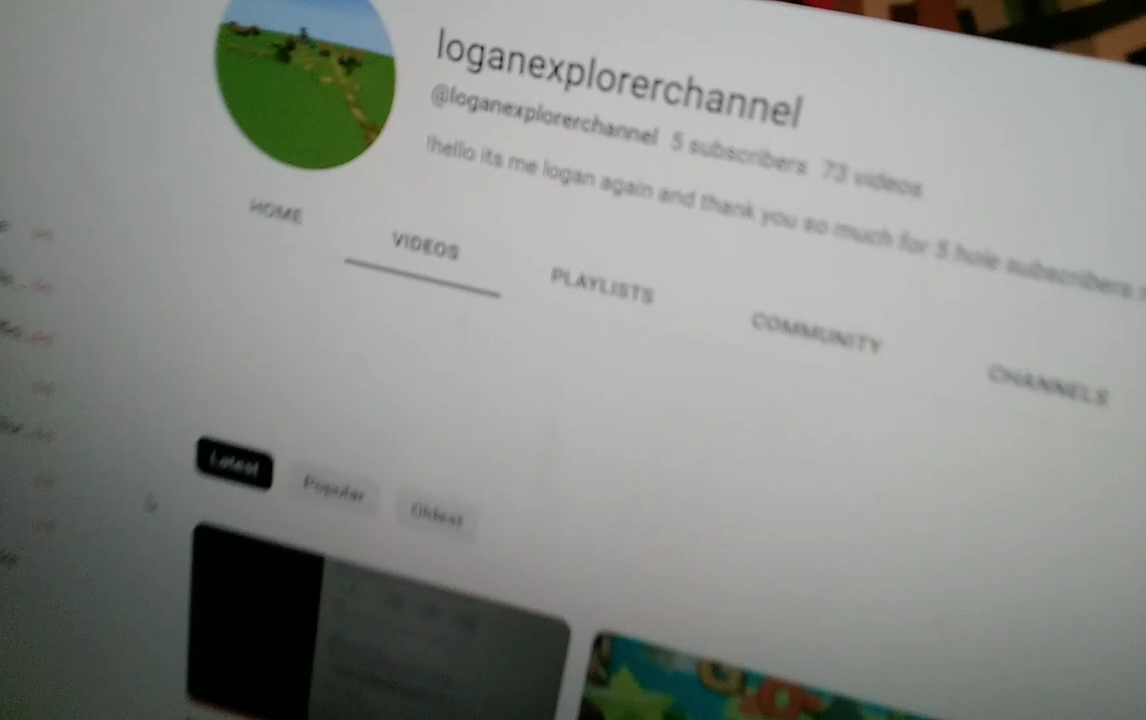 loganexplorerchannel
@loganexplorerchannel 5 subscribers 73 videos
!hello its me logan again and thank you so much for 5 hole subscribers
HOME VIDEOS PLAYLISTS COMMUNITY CHANNELS
Latest Popular Oldest